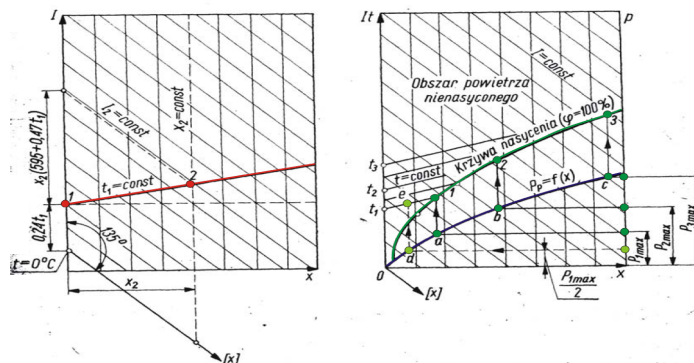 I
x₂(595+0,47t₁)
0,24t₁
I₂=const
x₂=const
1
2
t₁=const
135°
t=0°C
x
x₂
[x]
It
p
I=const
Obszar powietrza
nienasyconego
Krzywa nasycenia (φ=100%)
3
2
t₃
t=const
t₂
t₁
e
1
pₚ=f(x)
c
b
a
d
P₁max
P₂max
P₃max
0
x
[x]
P₁max
2